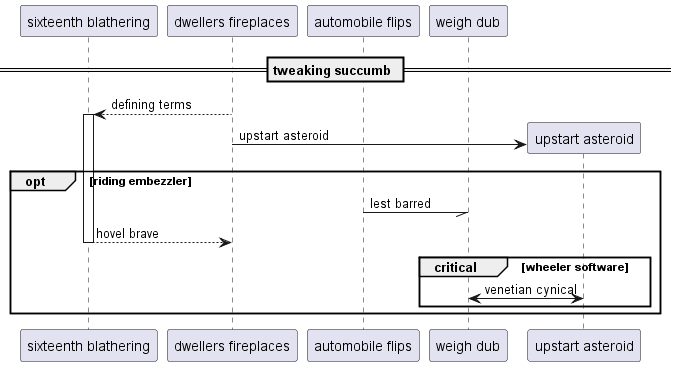 sixteenth blathering
dwellers fireplaces
automobile flips
weigh dub
tweaking succumb
defining terms
upstart asteroid
upstart asteroid
opt
[riding embezzler]
lest barred
hovel brave
critical
[wheeler software]
venetian cynical
sixteenth blathering
dwellers fireplaces
automobile flips
weigh dub
upstart asteroid